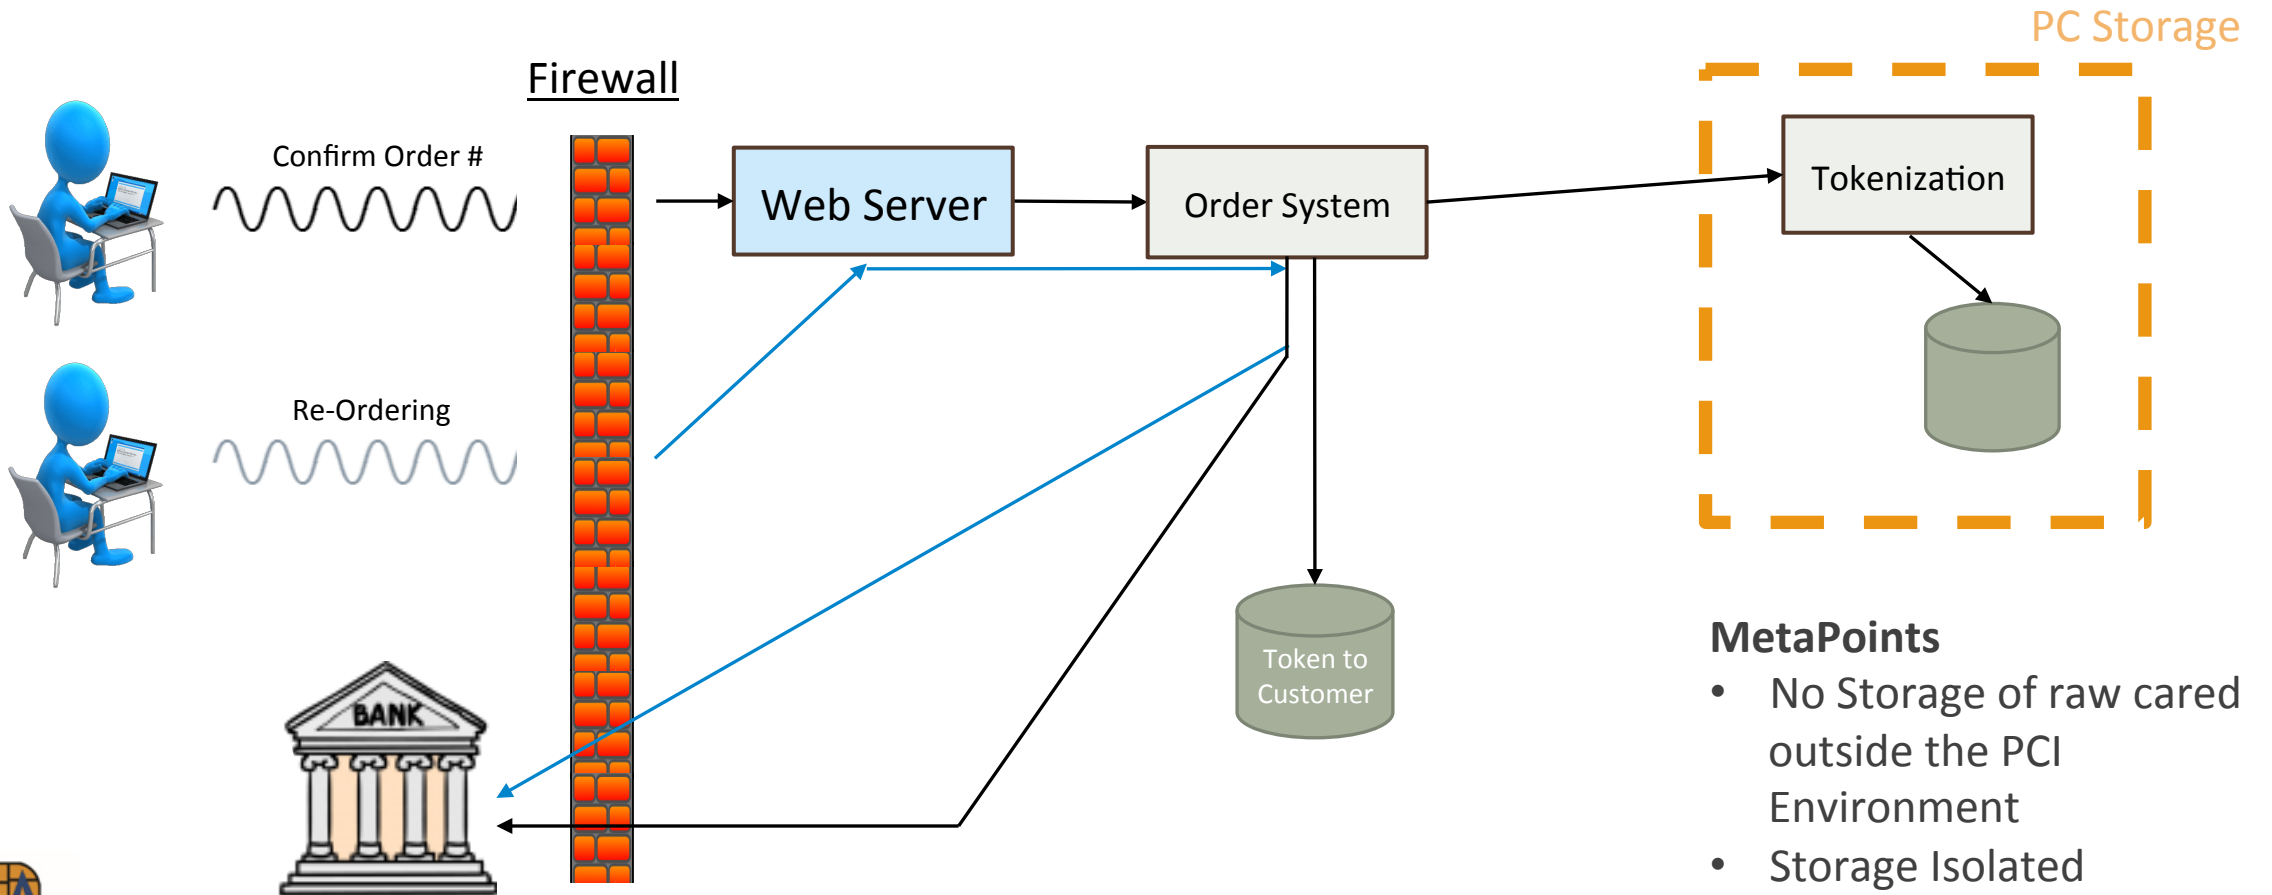 PC Storage
Firewall
Confirm Order #
Web Server
Order System
Tokenization
Re-Ordering
Token to
Customer
BANK
MetaPoints
• No Storage of raw cared
outside the PCI
Environment
• Storage Isolated